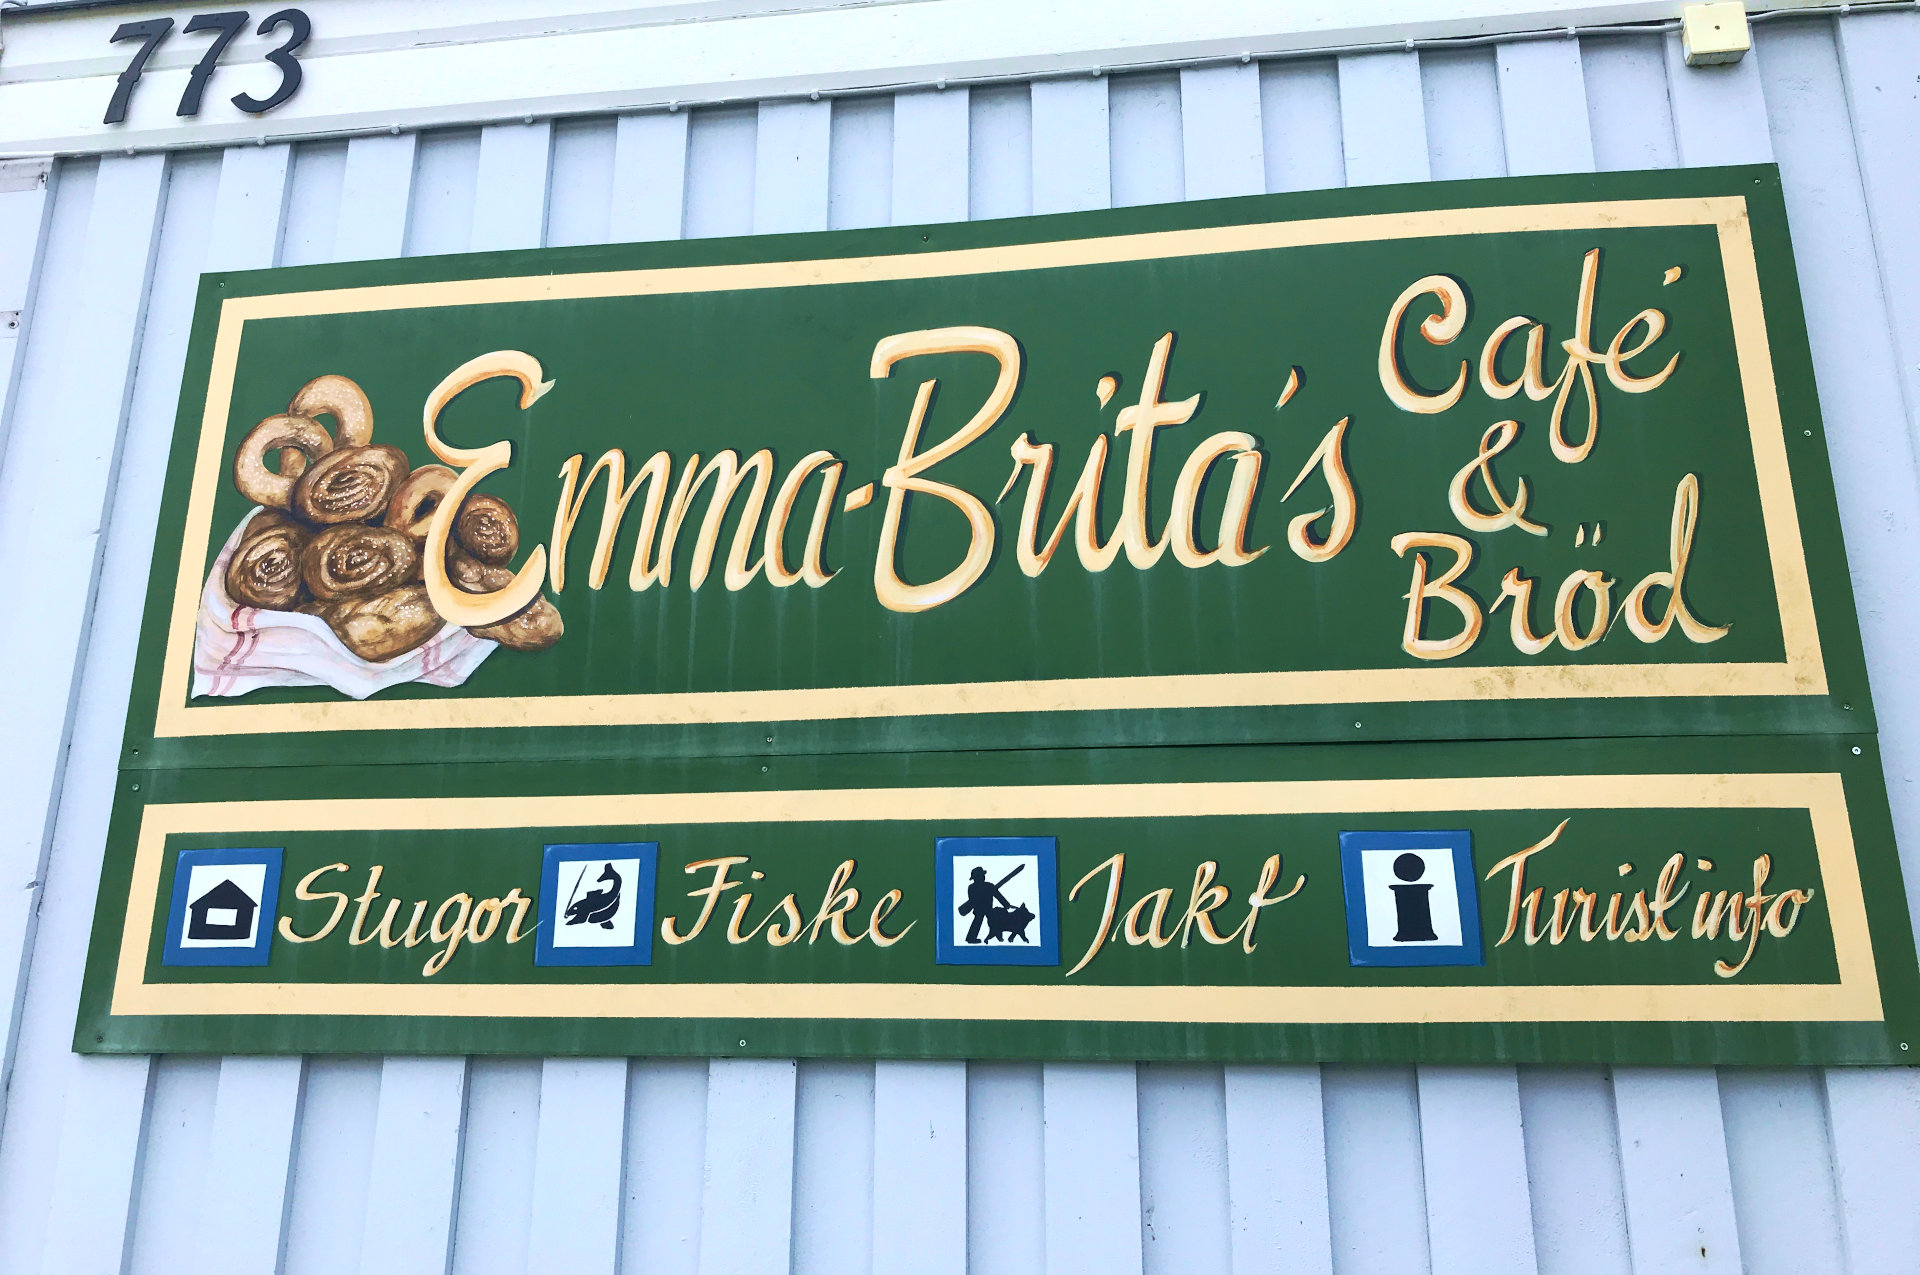 773
Emma-Brita's
Café
&
Bröd
Stugor Fiske Jakt Turistinfo